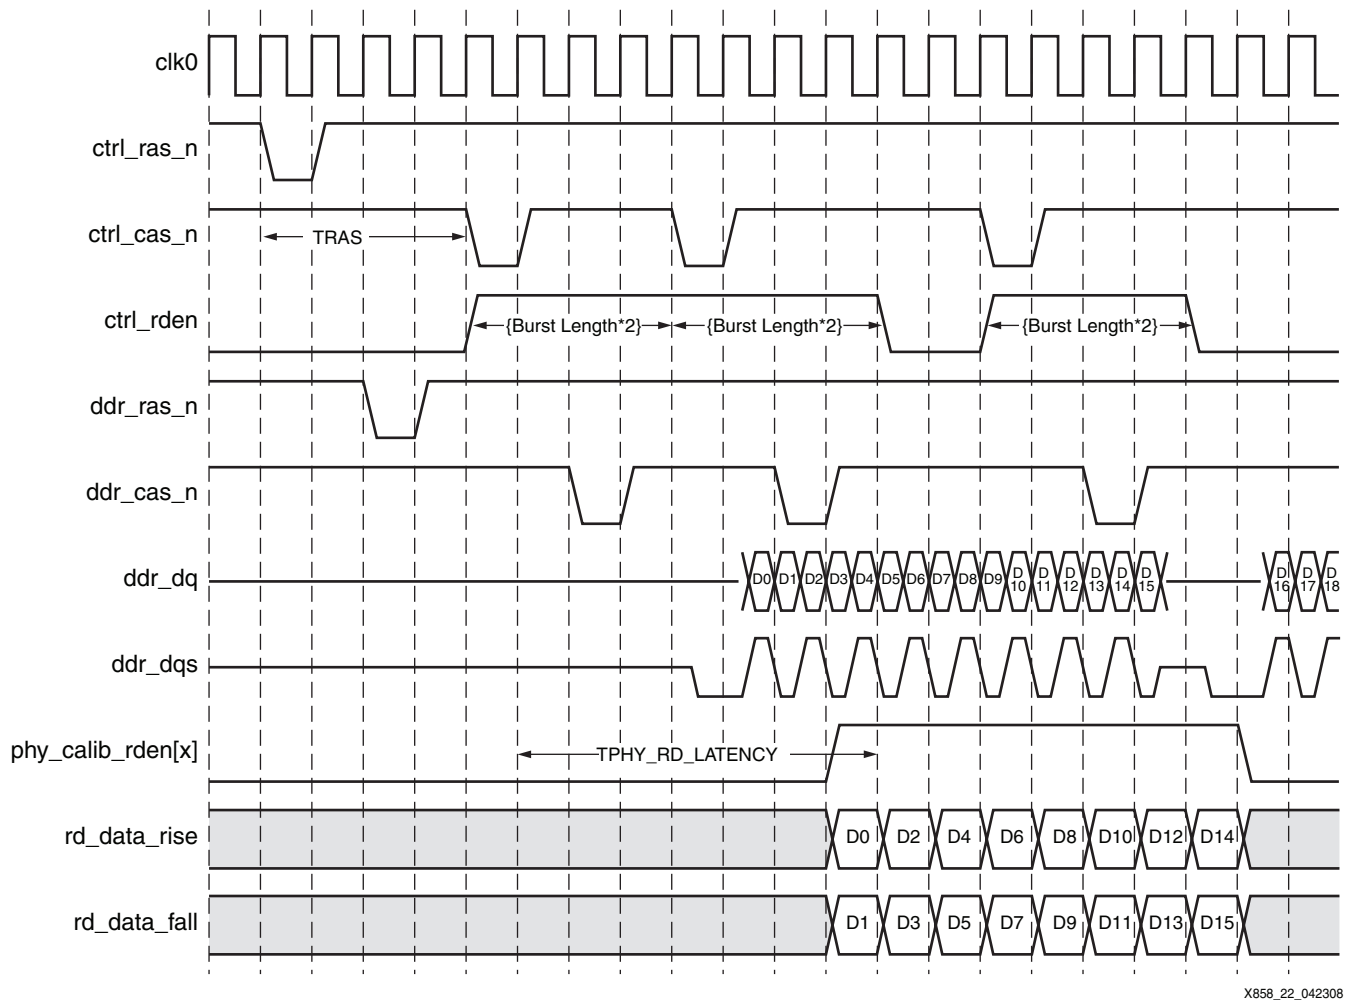 clk0
ctrl_ras_n
ctrl_cas_n
TRAS
ctrl_rden
{Burst Length*2} {Burst Length*2} {Burst Length*2}
ddr_ras_n
ddr_cas_n
ddr_dq
D0 D1 D2 D3 D4 D5 D6 D7 D8 D9 D 10 D 11 D 12 D 13 D 14 D 15 D 16 D 17 D 18
ddr_dqs
phy_calib_rden[x]
TPHY_RD_LATENCY
rd_data_rise
D0 D2 D4 D6 D8 D10 D12 D14
rd_data_fall
D1 D3 D5 D7 D9 D11 D13 D15
X858_22_042308